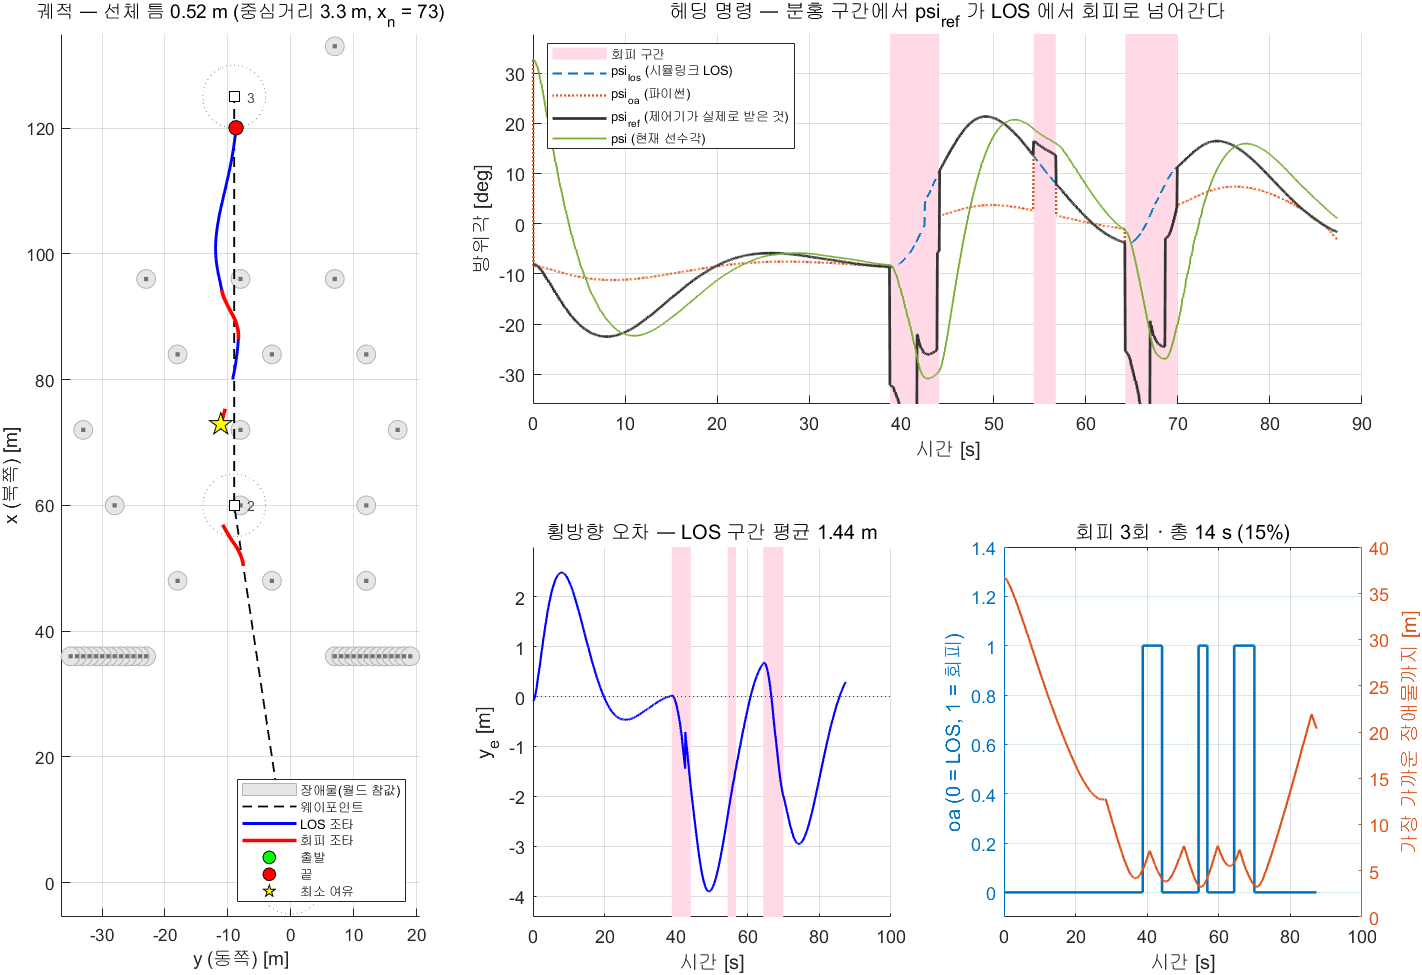 궤적 — 선체 틈 0.52 m (중심거리 3.3 m, xn = 73)
x (북쪽) [m]
120
100
80
60
40
20
0
3
2
장애물(월드 참값)
웨이포인트
LOS 조타
회피 조타
출발
끝
최소 여유
-30 -20 -10 0 10 20
y (동쪽) [m]
헤딩 명령 — 분홍 구간에서 psiref 가 LOS 에서 회피로 넘어간다
방위각 [deg]
30
20
10
0
-10
-20
-30
회피 구간
psilos (시뮬링크 LOS)
psioa (파이썬)
psiref (제어기가 실제로 받은 것)
psi (현재 선수각)
0 10 20 30 40 50 60 70 80 90
시간 [s]
횡방향 오차 — LOS 구간 평균 1.44 m
ye [m]
2
1
0
-1
-2
-3
-4
0 20 40 60 80 100
시간 [s]
회피 3회 · 총 14 s (15%)
oa (0 = LOS, 1 = 회피)
1.4
1.2
1
0.8
0.6
0.4
0.2
0
40
35
30
25
20
15
10
5
0
가장 가까운 장애물까지 [m]
0 20 40 60 80 100
시간 [s]